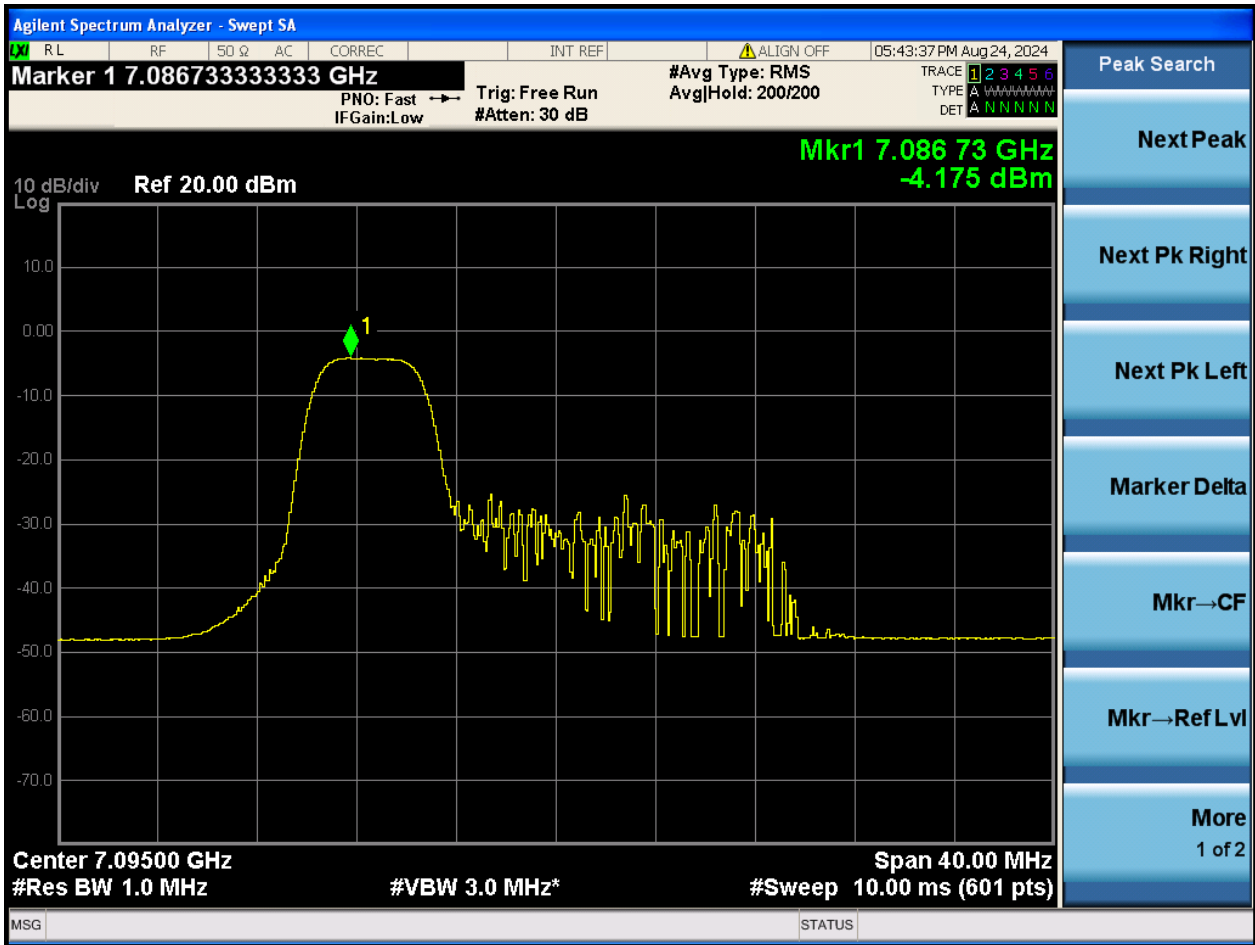 Agilent Spectrum Analyzer - Swept SA
LXI RL RF 50 Ω AC CORREC INT REF ALIGN OFF 05:43:37 PM Aug 24, 2024
Marker 1 7.086733333333 GHz
PNO: Fast
IFGain:Low
Trig: Free Run
#Atten: 30 dB
#Avg Type: RMS
Avg|Hold: 200/200
TRACE 1 2 3 4 5 6
TYPE A WWWWWW
DET A N N N N N
Mkr1 7.086 73 GHz
-4.175 dBm
10 dB/div Ref 20.00 dBm
Log
10.0
0.00
-10.0
-20.0
-30.0
-40.0
-50.0
-60.0
-70.0
1
Center 7.09500 GHz Span 40.00 MHz
#Res BW 1.0 MHz #VBW 3.0 MHz* #Sweep 10.00 ms (601 pts)
MSG STATUS
Peak Search
Next Peak
Next Pk Right
Next Pk Left
Marker Delta
Mkr→CF
Mkr→Ref Lvl
More
1 of 2